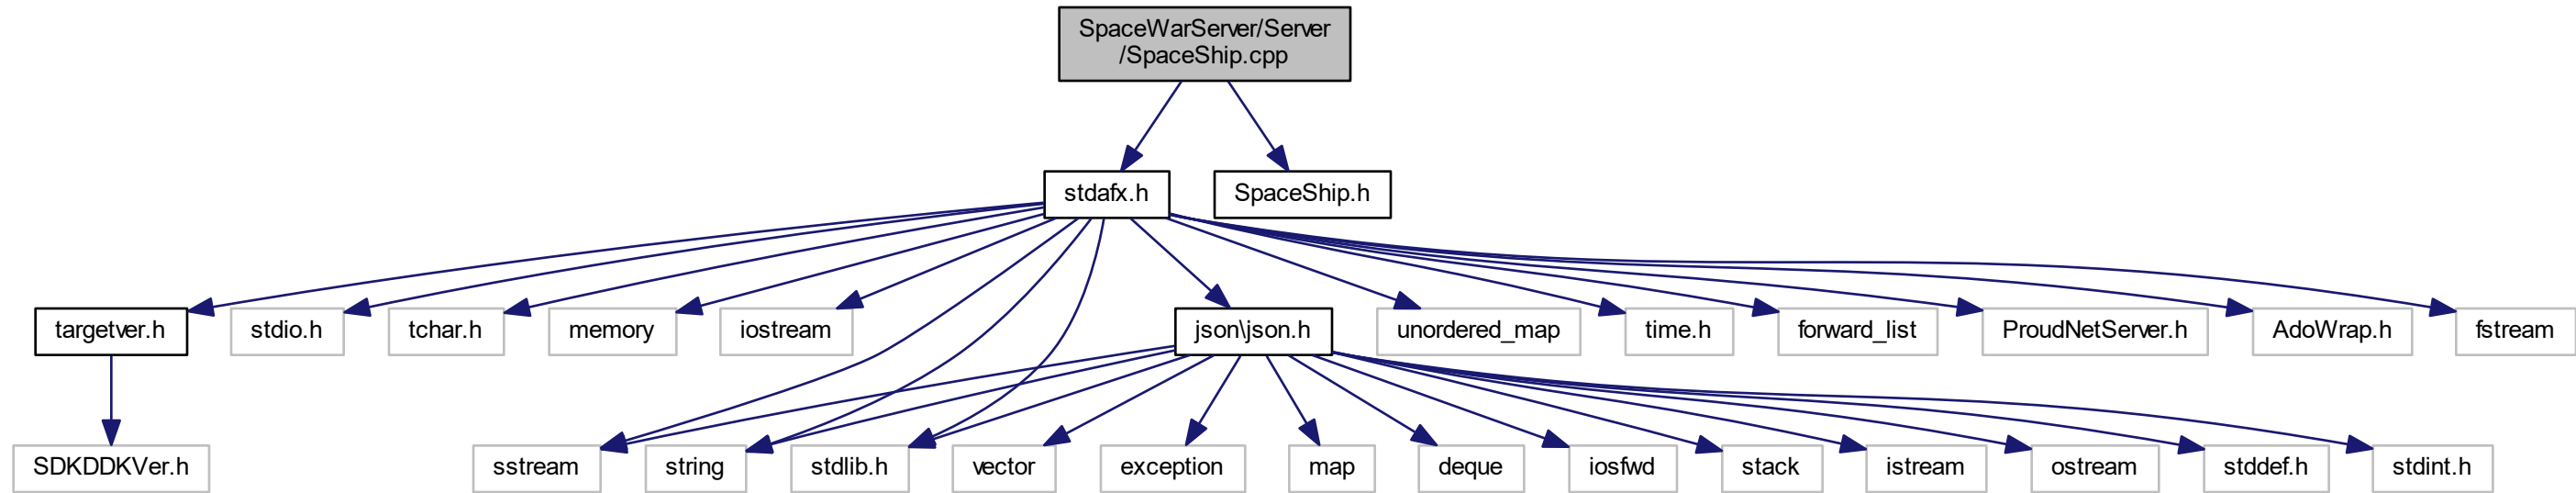 SpaceWarServer/Server
/SpaceShip.cpp
stdafx.h
SpaceShip.h
targetver.h
stdio.h
tchar.h
memory
iostream
json\json.h
unordered_map
time.h
forward_list
ProudNetServer.h
AdoWrap.h
fstream
SDKDDKVer.h
sstream
string
stdlib.h
vector
exception
map
deque
iosfwd
stack
istream
ostream
stddef.h
stdint.h